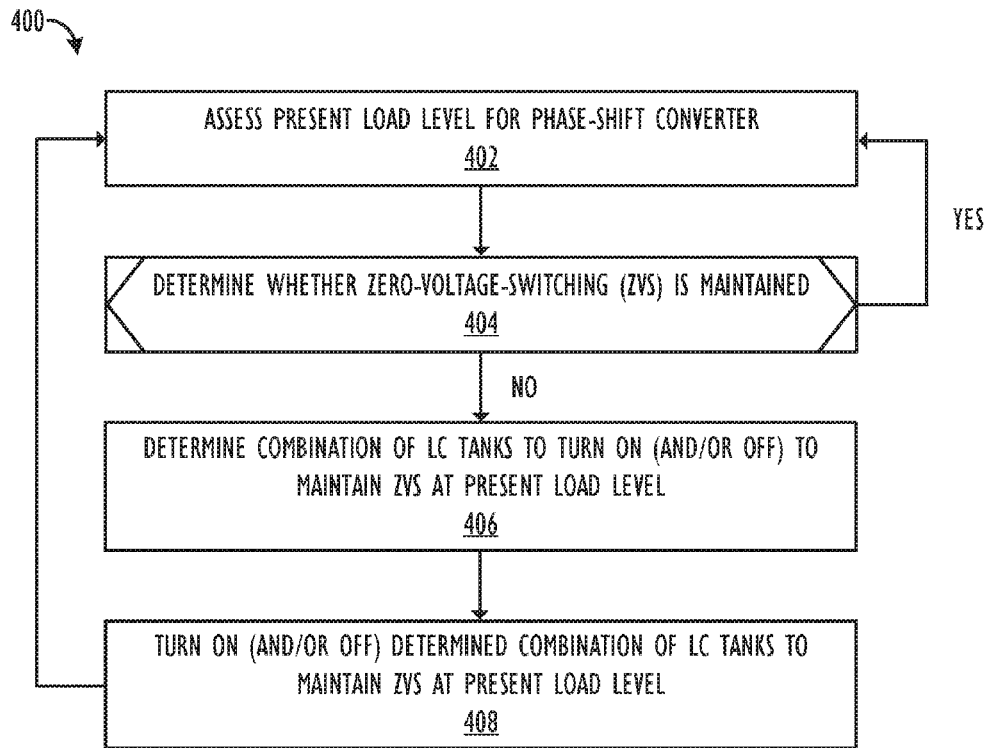 400
ASSESS PRESENT LOAD LEVEL FOR PHASE-SHIFT CONVERTER
402
YES
DETERMINE WHETHER ZERO-VOLTAGE-SWITCHING (ZVS) IS MAINTAINED
404
NO
DETERMINE COMBINATION OF LC TANKS TO TURN ON (AND/OR OFF) TO
MAINTAIN ZVS AT PRESENT LOAD LEVEL
406
TURN ON (AND/OR OFF) DETERMINED COMBINATION OF LC TANKS TO
MAINTAIN ZVS AT PRESENT LOAD LEVEL
408